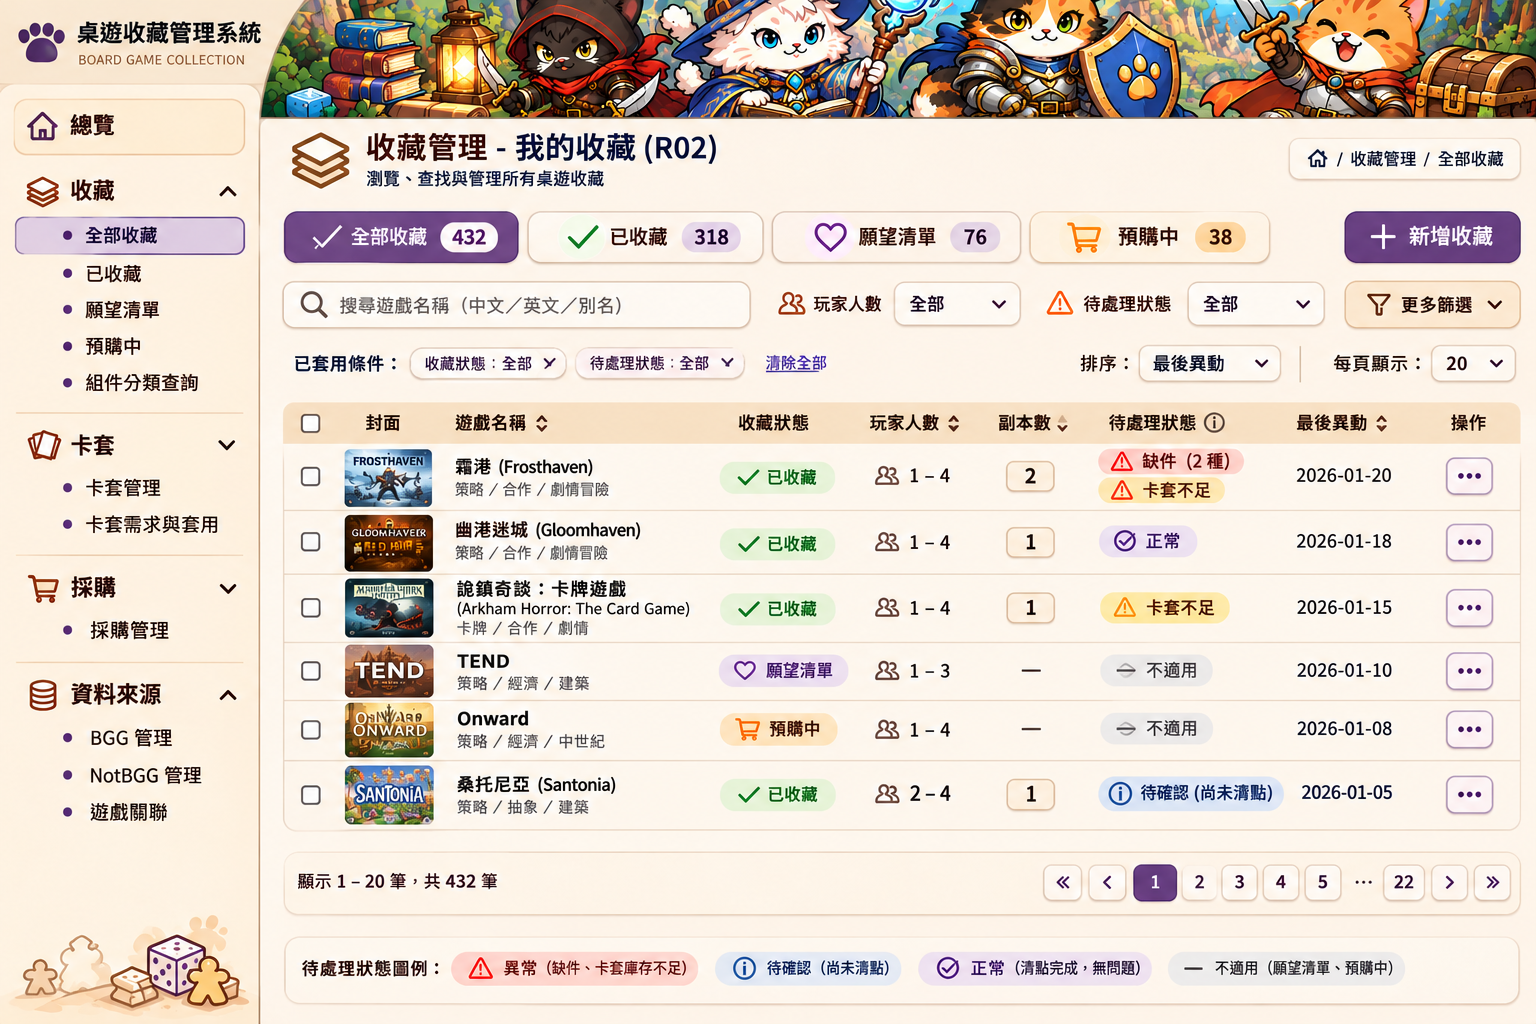 桌遊收藏管理系統
BOARD GAME COLLECTION
總覽
收藏
全部收藏
已收藏
願望清單
預購中
組件分類查詢
卡套
卡套管理
卡套需求與套用
採購
採購管理
資料來源
BGG 管理
NotBGG 管理
遊戲關聯
收藏管理 - 我的收藏 (R02)
瀏覽、查找與管理所有桌遊收藏
/ 收藏管理 / 全部收藏
全部收藏 432
已收藏 318
願望清單 76
預購中 38
新增收藏
搜尋遊戲名稱（中文／英文／別名）
玩家人數 全部
待處理狀態 全部
更多篩選
已套用條件：
收藏狀態：全部
待處理狀態：全部
清除全部
排序： 最後異動
每頁顯示： 20
封面 遊戲名稱 收藏狀態 玩家人數 副本數 待處理狀態 最後異動 操作
FROSTHAVEN
霜港 (Frosthaven)
策略 / 合作 / 劇情冒險
已收藏 1 – 4 2
缺件（2 種）
卡套不足
2026-01-20
幽港迷城 (Gloomhaven)
策略 / 合作 / 劇情冒險
已收藏 1 – 4 1 正常 2026-01-18
詭鎮奇談：卡牌遊戲
(Arkham Horror: The Card Game)
卡牌 / 合作 / 劇情
已收藏 1 – 4 1 卡套不足 2026-01-15
TEND
TEND
策略 / 經濟 / 建築
願望清單 1 – 3 — 不適用 2026-01-10
ONWARD
Onward
策略 / 經濟 / 中世紀
預購中 1 – 4 — 不適用 2026-01-08
SANTONIA
桑托尼亞 (Santonia)
策略 / 抽象 / 建築
已收藏 2 – 4 1 待確認 (尚未清點) 2026-01-05
顯示 1 – 20 筆，共 432 筆
« ‹ 1 2 3 4 5 ··· 22 › »
待處理狀態圖例：
異常（缺件、卡套庫存不足）
待確認（尚未清點）
正常（清點完成，無問題）
— 不適用（願望清單、預購中）